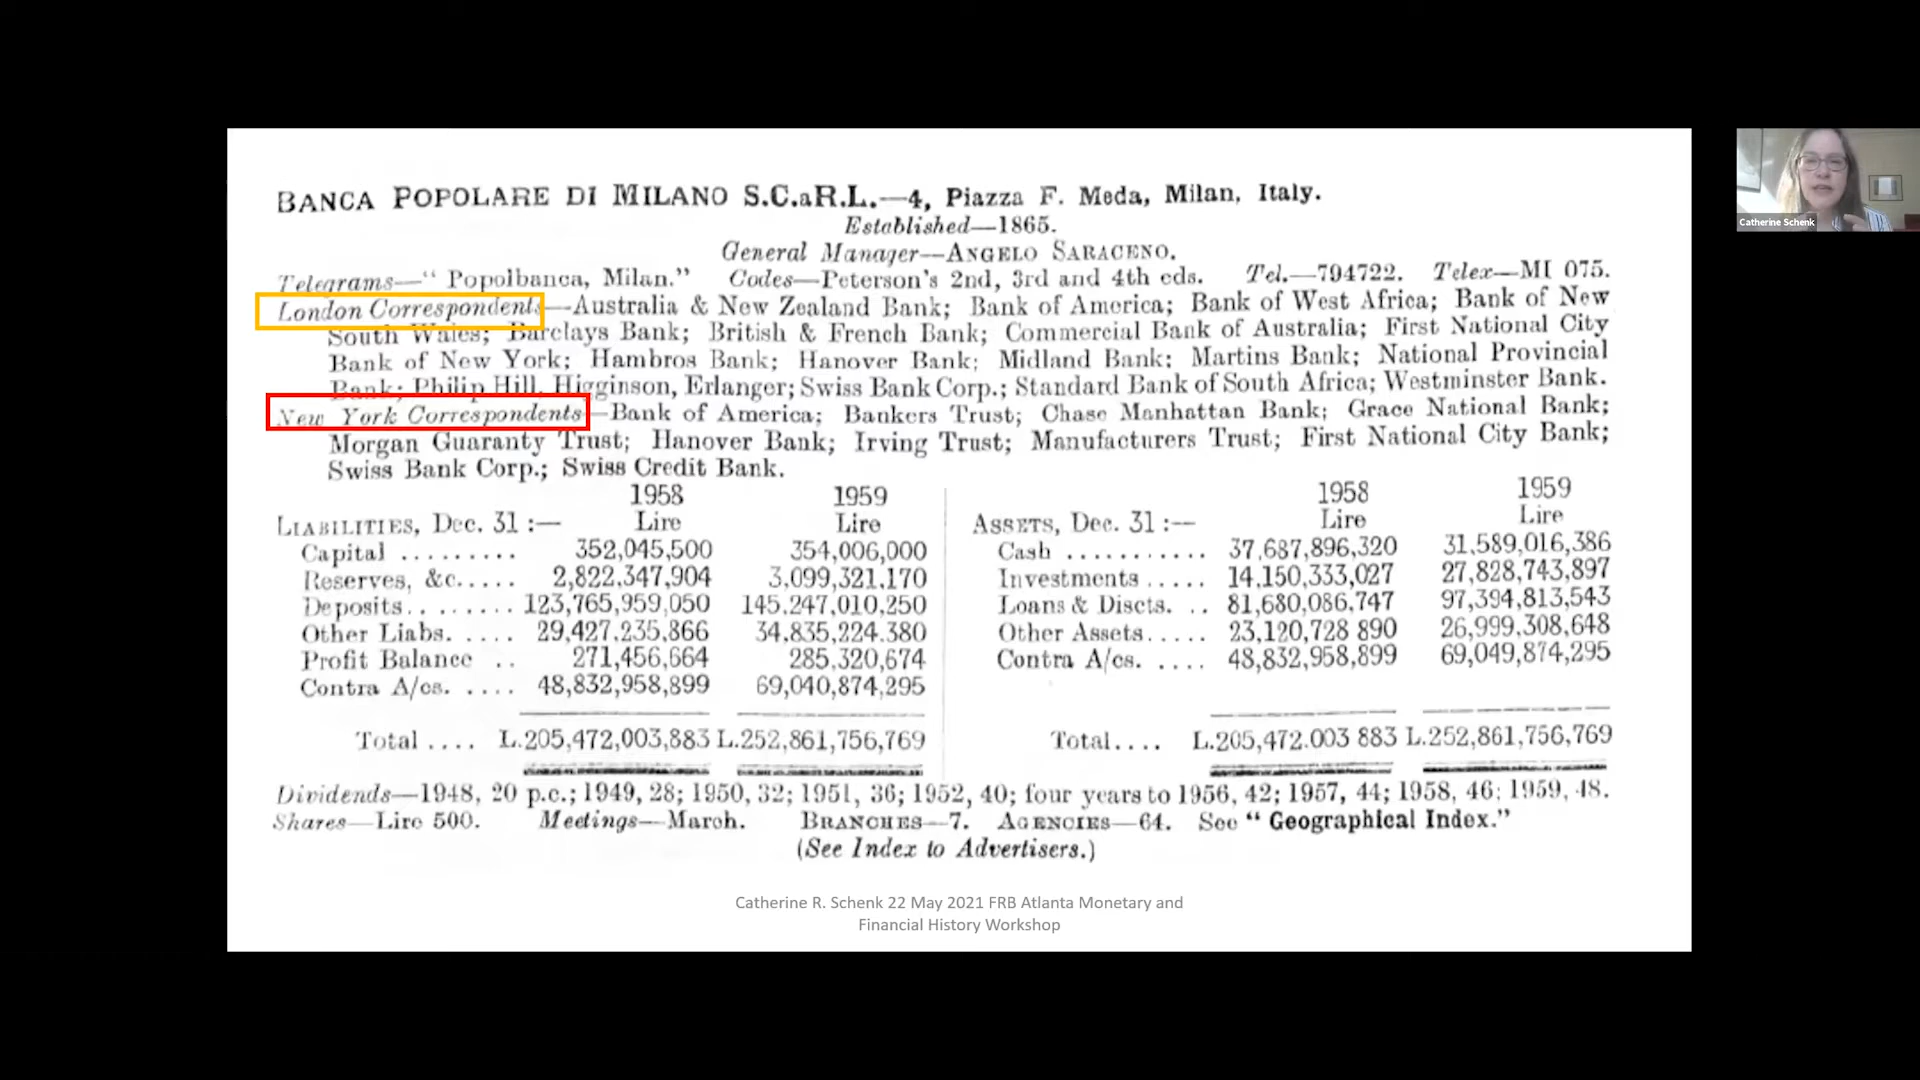 BANCA POPOLARE DI MILANO S.C.aR.L.—4, Piazza F. Meda, Milan, Italy.
Established—1865.
General Manager—ANGELO SARACENO.
Telegrams—“ Popolbanca, Milan.” Codes—Peterson's 2nd, 3rd and 4th eds. Tel.—794722. Telex—MI 075.
London Correspondents—Australia & New Zealand Bank; Bank of America; Bank of West Africa; Bank of New
South Wales; Barclays Bank; British & French Bank; Commercial Bank of Australia; First National City
Bank of New York; Hambros Bank; Hanover Bank; Midland Bank; Martins Bank; National Provincial
Bank; Philip Hill, Higginson, Erlanger; Swiss Bank Corp.; Standard Bank of South Africa; Westminster Bank.
New York Correspondents—Bank of America; Bankers Trust; Chase Manhattan Bank; Grace National Bank;
Morgan Guaranty Trust; Hanover Bank; Irving Trust; Manufacturers Trust; First National City Bank;
Swiss Bank Corp.; Swiss Credit Bank.
1958 1959 1958 1959
LIABILITIES, Dec. 31 :— Lire Lire ASSETS, Dec. 31 :— Lire Lire
Capital ......... 352,045,500 354,006,000 Cash ........... 37,687,896,320 31,589,016,386
Reserves, &c..... 2,822,347,904 3,099,321,170 Investments ..... 14,150,333,027 27,828,743,897
Deposits........ 123,765,959,050 145,247,010,250 Loans & Discts. .. 81,680,086,747 97,394,813,543
Other Liabs. ..... 29,427,235,866 34,835,224,380 Other Assets..... 23,120,728 890 26,999,308,648
Profit Balance .. 271,456,664 285,320,674 Contra A/cs. .... 48,832,958,899 69,049,874,295
Contra A/cs. .... 48,832,958,899 69,040,874,295
Total .... L.205,472,003,883 L.252,861,756,769 Total.... L.205,472.003 883 L.252,861,756,769
Dividends—1948, 20 p.c.; 1949, 28; 1950, 32; 1951, 36; 1952, 40; four years to 1956, 42; 1957, 44; 1958, 46; 1959, 48.
Shares—Lire 500. Meetings—March. BRANCHES—7. AGENCIES—64. See “ Geographical Index.”
(See Index to Advertisers.)
Catherine R. Schenk 22 May 2021 FRB Atlanta Monetary and
Financial History Workshop
Catherine Schenk